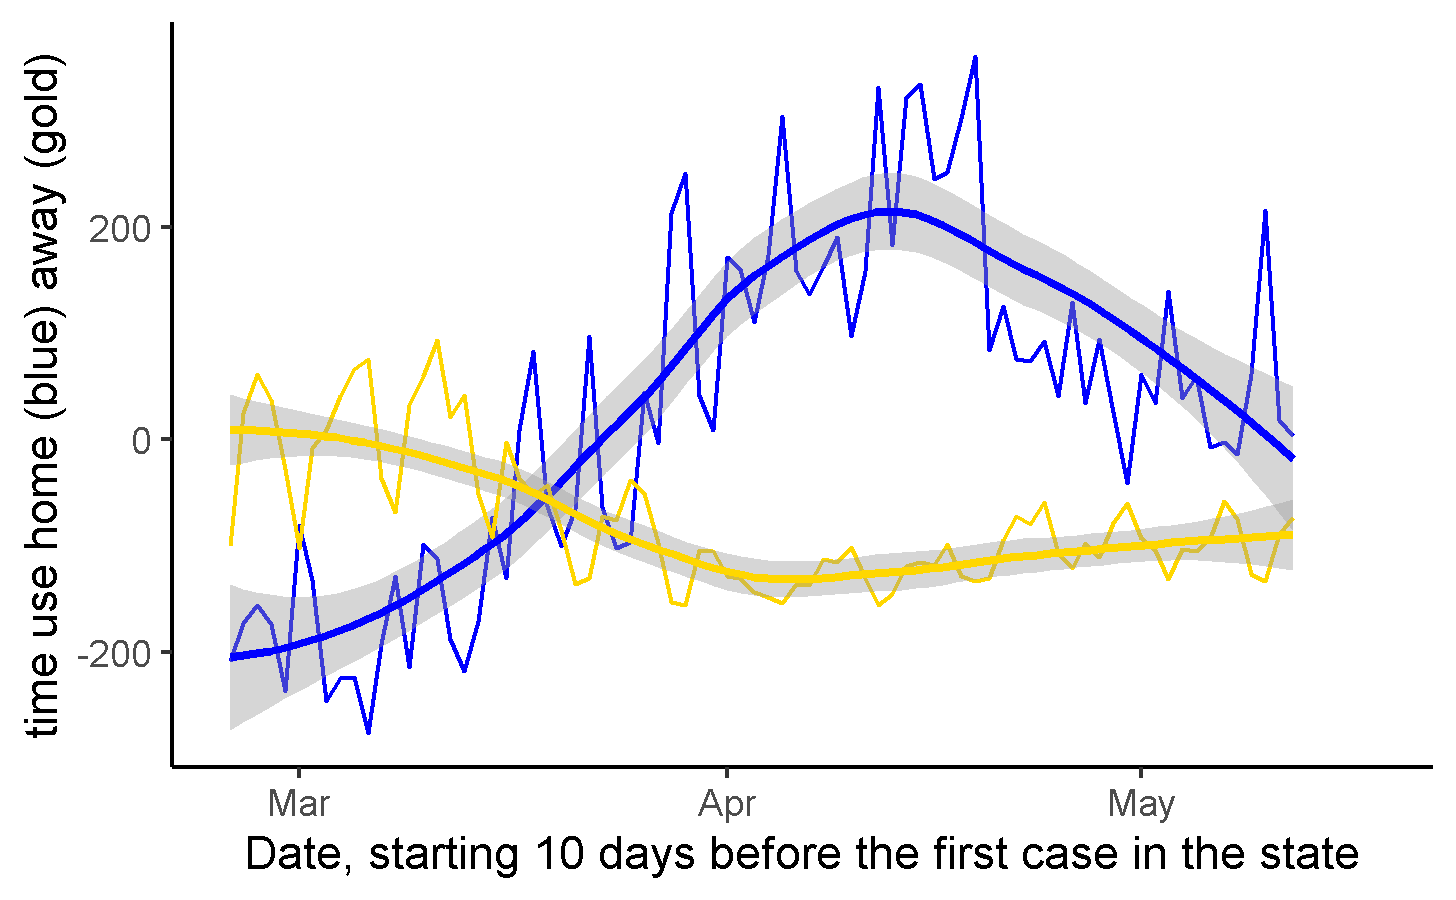 time use home (blue) away (gold)
200
0
-200
Mar
Apr
May
Date, starting 10 days before the first case in the state